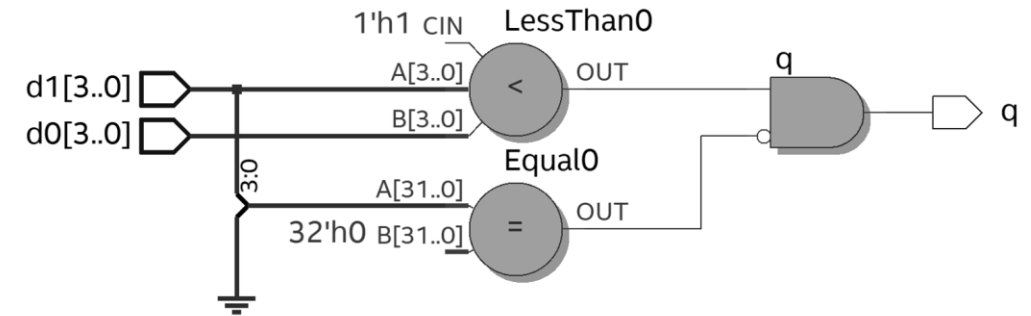 1'h1 CIN
LessThan0
d1[3..0]
A[3..0]
<
OUT
q
d0[3..0]
B[3..0]
q
3:0
Equal0
A[31..0]
OUT
32'h0 B[31..0]
=